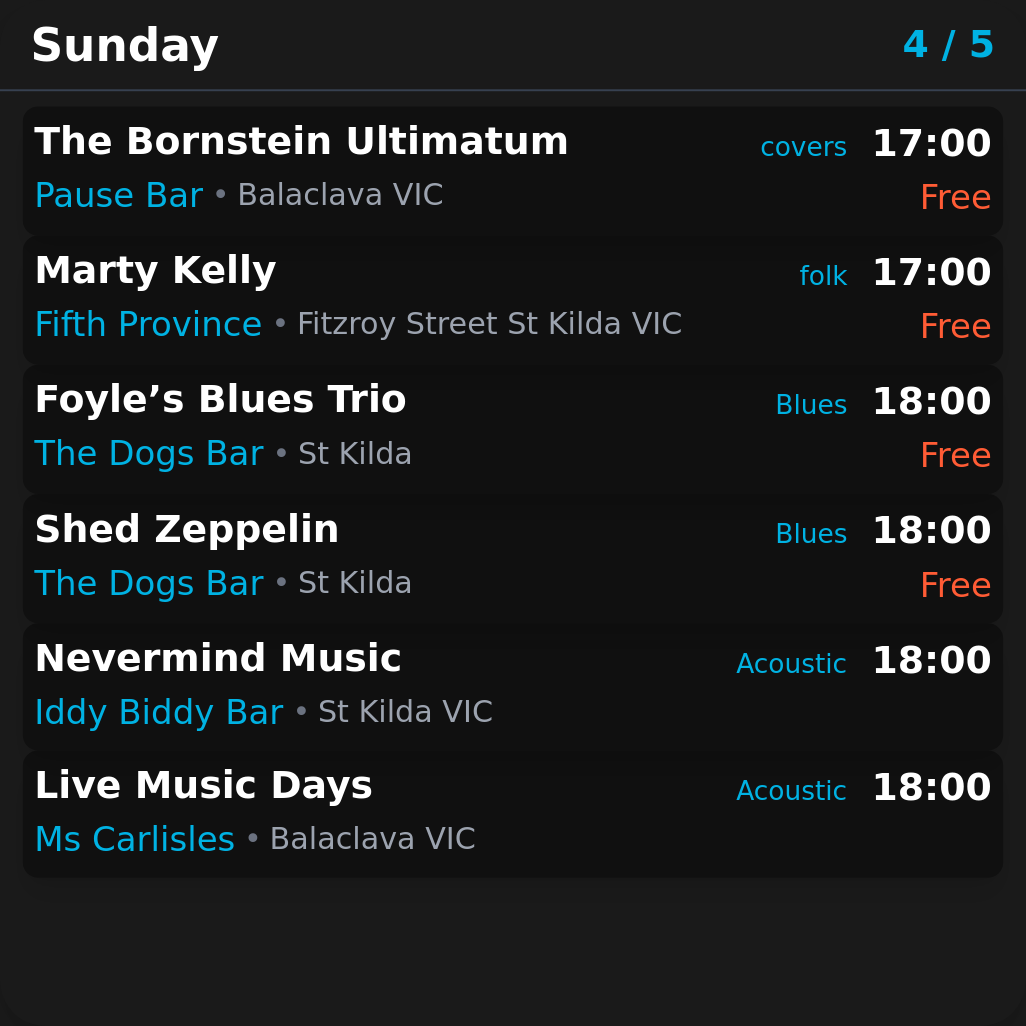 Sunday 4 / 5
The Bornstein Ultimatum covers 17:00
Pause Bar • Balaclava VIC Free
Marty Kelly folk 17:00
Fifth Province • Fitzroy Street St Kilda VIC Free
Foyle’s Blues Trio Blues 18:00
The Dogs Bar • St Kilda Free
Shed Zeppelin Blues 18:00
The Dogs Bar • St Kilda Free
Nevermind Music Acoustic 18:00
Iddy Biddy Bar • St Kilda VIC
Live Music Days Acoustic 18:00
Ms Carlisles • Balaclava VIC